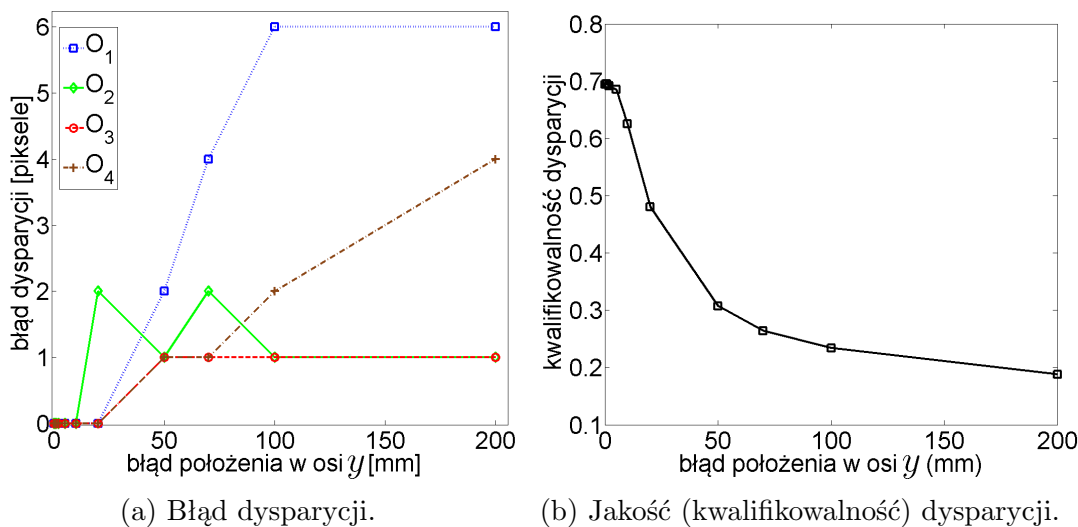 6
5
4
3
2
1
0
błąd dysparycji [piksele]
O1
O2
O3
O4
0 50 100 150 200
błąd położenia w osi y [mm]
0.8
0.7
0.6
0.5
0.4
0.3
0.2
0.1
kwalifikowalność dysparycji
0 50 100 150 200
błąd położenia w osi y (mm)
(a) Błąd dysparycji.
(b) Jakość (kwalifikowalność) dysparycji.